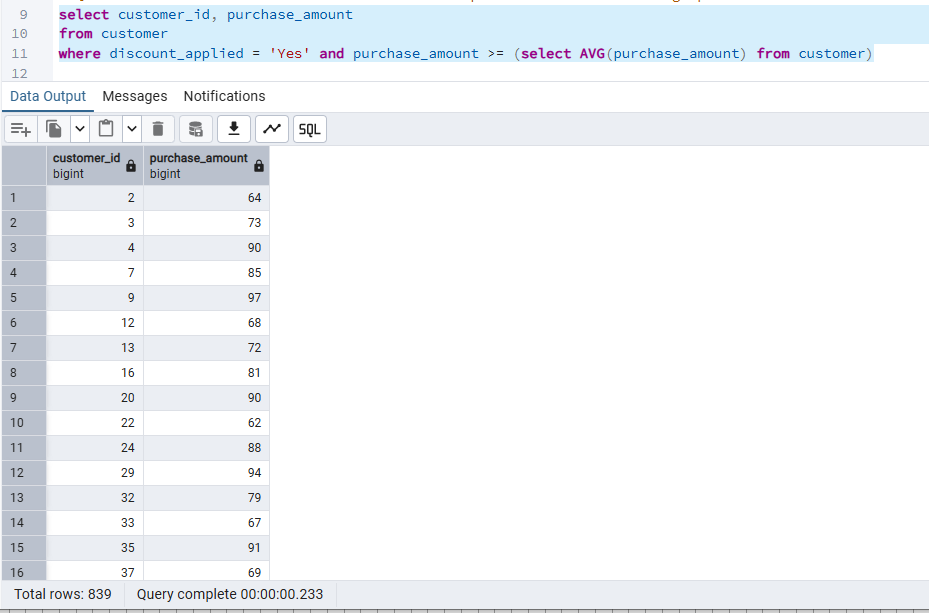 9 select customer_id, purchase_amount
10 from customer
11 where discount_applied = 'Yes' and purchase_amount >= (select AVG(purchase_amount) from customer)
12
Data Output Messages Notifications
SQL
customer_id purchase_amount
bigint bigint
1 2 64
2 3 73
3 4 90
4 7 85
5 9 97
6 12 68
7 13 72
8 16 81
9 20 90
10 22 62
11 24 88
12 29 94
13 32 79
14 33 67
15 35 91
16 37 69
Total rows: 839 Query complete 00:00:00.233